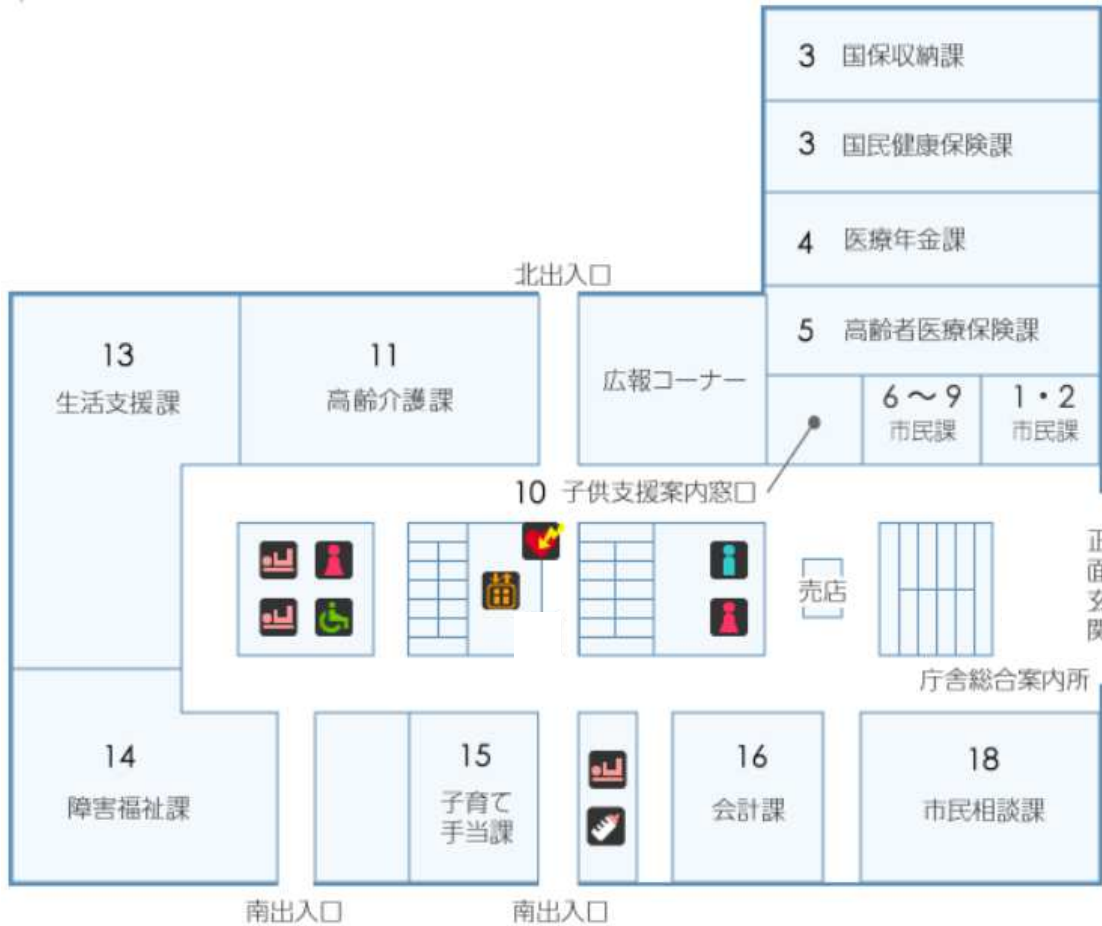 3 国保収納課
3 国民健康保険課
4 医療年金課
5 高齢者医療保険課
北出入口
13
生活支援課
11
高齢介護課
広報コーナー
6～9
市民課
1・2
市民課
10 子供支援案内窓口
売店
正面玄関
庁舎総合案内所
14
障害福祉課
15
子育て
手当課
16
会計課
18
市民相談課
南出入口
南出入口